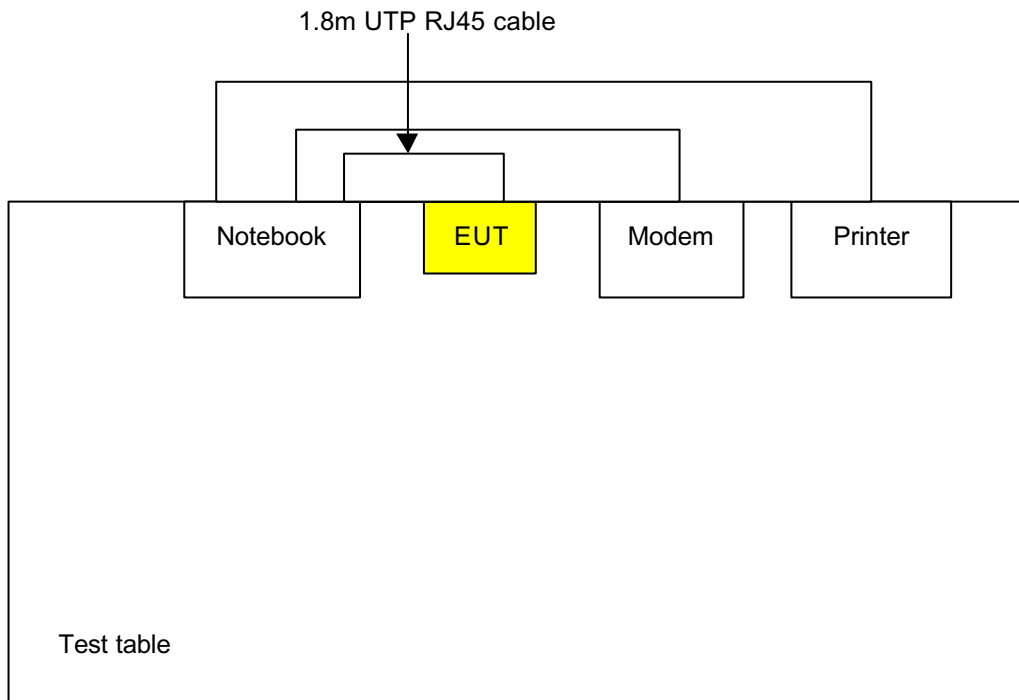 1.8m UTP RJ45 cable
Notebook
EUT
Modem
Printer
Test table